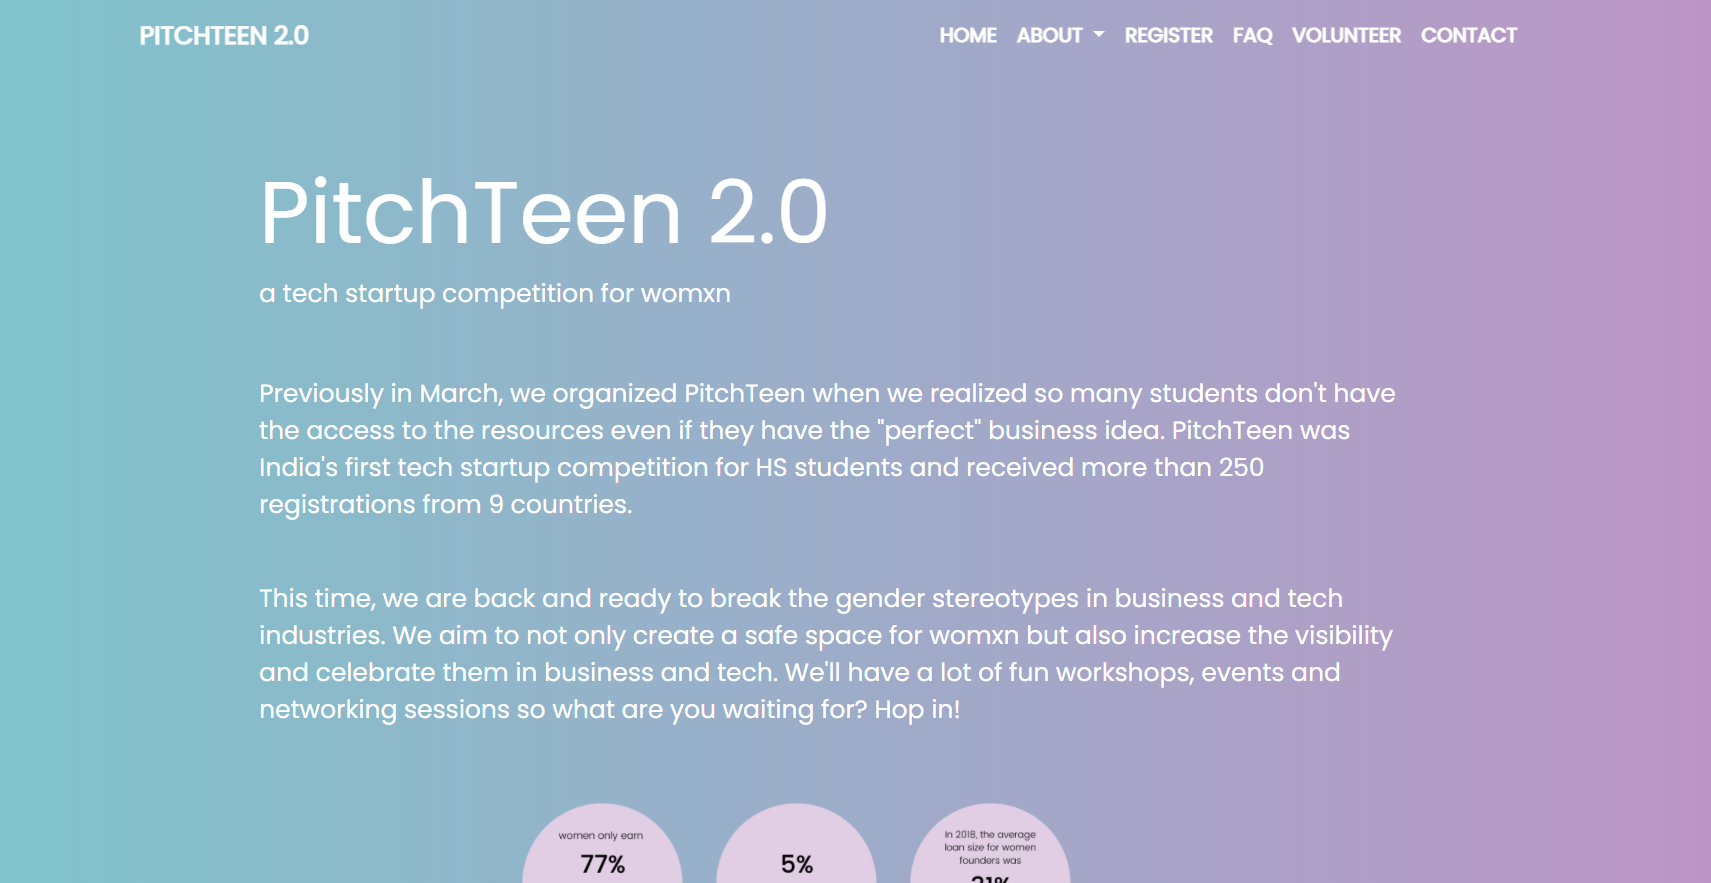 PITCHTEEN 2.0
HOME ABOUT REGISTER FAQ VOLUNTEER CONTACT
PitchTeen 2.0
a tech startup competition for womxn
Previously in March, we organized PitchTeen when we realized so many students don't have
the access to the resources even if they have the "perfect" business idea. PitchTeen was
India's first tech startup competition for HS students and received more than 250
registrations from 9 countries.
This time, we are back and ready to break the gender stereotypes in business and tech
industries. We aim to not only create a safe space for womxn but also increase the visibility
and celebrate them in business and tech. We'll have a lot of fun workshops, events and
networking sessions so what are you waiting for? Hop in!
women only earn
77%
5%
In 2018, the average
loan size for women
founders was